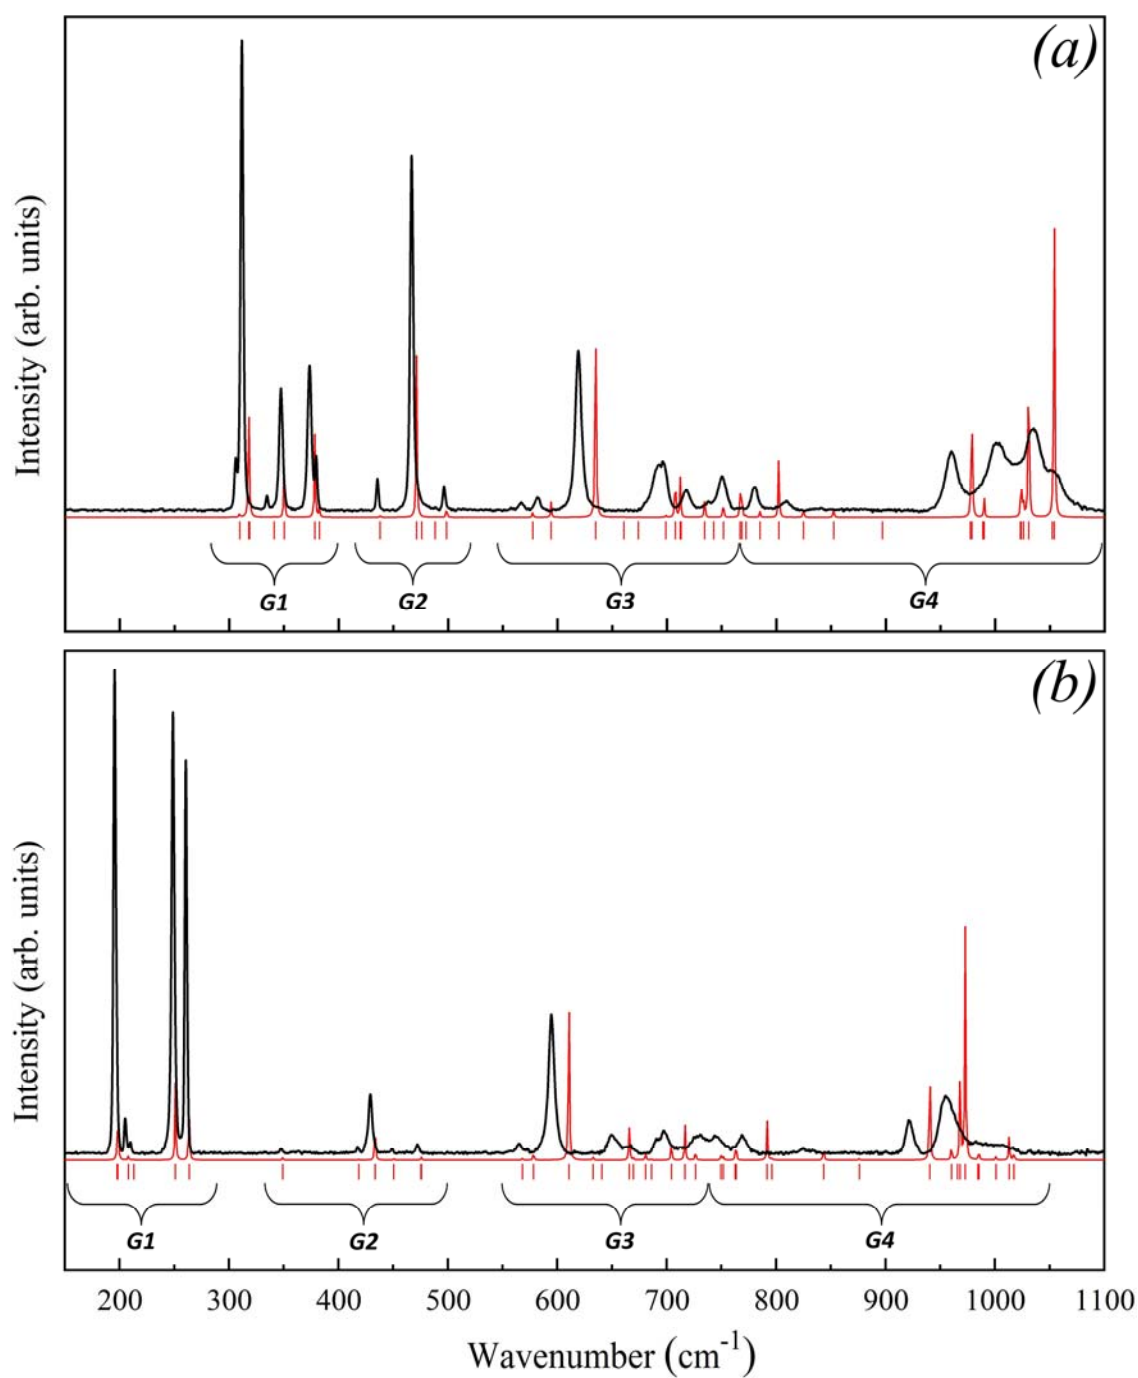 (a)
Intensity (arb. units)
G1 G2 G3 G4
(b)
Intensity (arb. units)
G1 G2 G3 G4
200 300 400 500 600 700 800 900 1000 1100
Wavenumber (cm⁻¹)